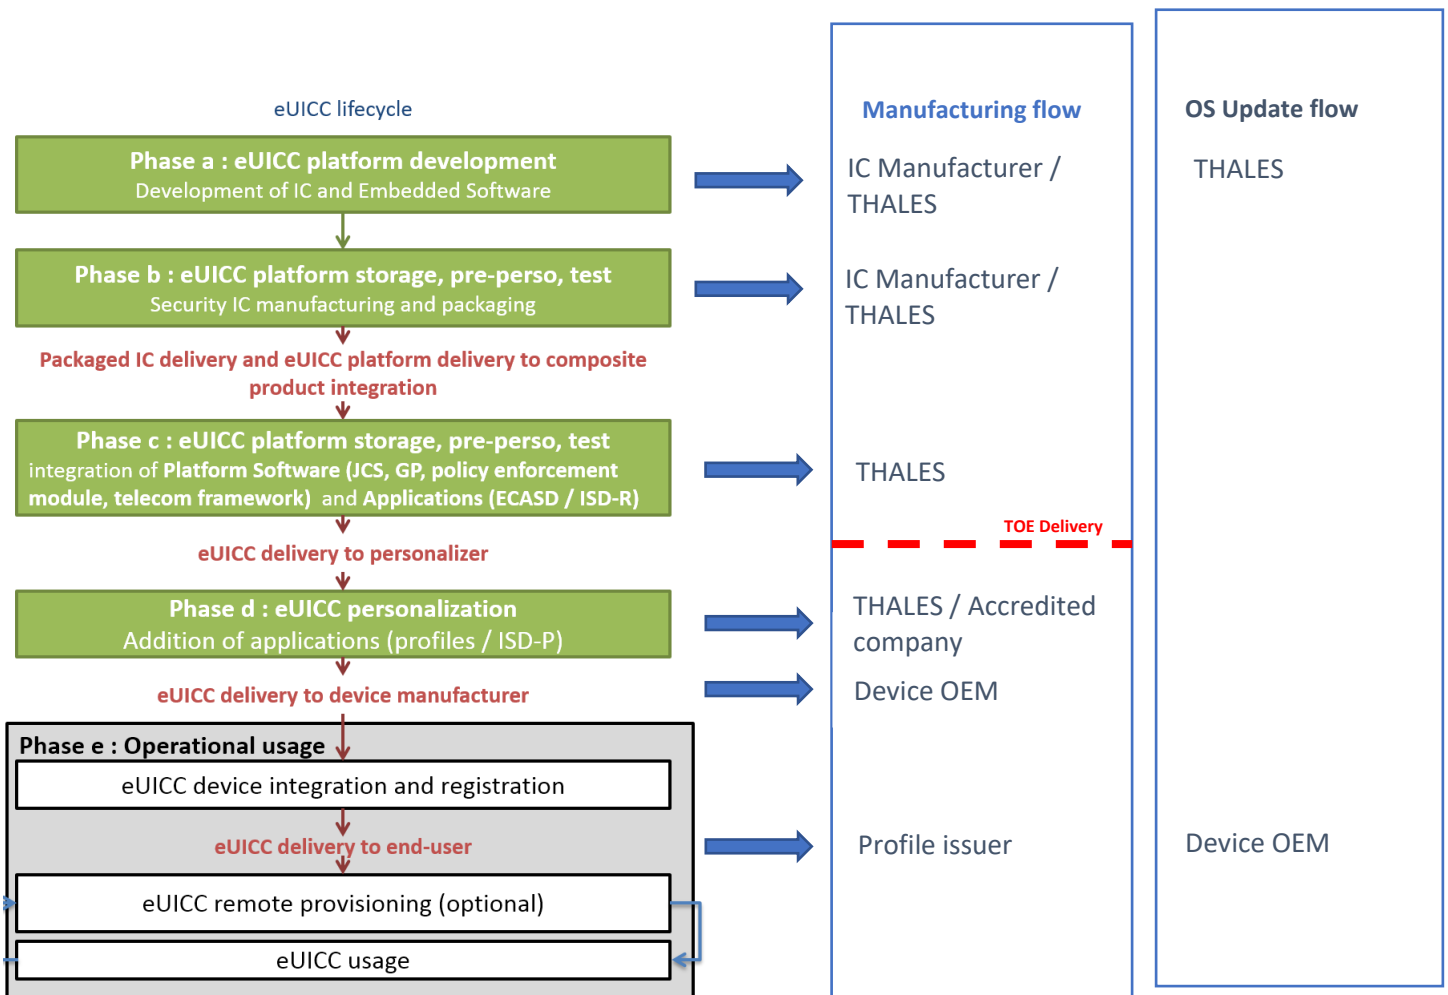 eUICC lifecycle
Manufacturing flow
OS Update flow
Phase a : eUICC platform development
Development of IC and Embedded Software
IC Manufacturer /
THALES
THALES
Phase b : eUICC platform storage, pre-perso, test
Security IC manufacturing and packaging
IC Manufacturer /
THALES
Packaged IC delivery and eUICC platform delivery to composite
product integration
Phase c : eUICC platform storage, pre-perso, test
integration of Platform Software (JCS, GP, policy enforcement
module, telecom framework) and Applications (ECASD / ISD-R)
THALES
TOE Delivery
eUICC delivery to personalizer
Phase d : eUICC personalization
Addition of applications (profiles / ISD-P)
THALES / Accredited
company
eUICC delivery to device manufacturer
Device OEM
Phase e : Operational usage
eUICC device integration and registration
eUICC delivery to end-user
Profile issuer
Device OEM
eUICC remote provisioning (optional)
eUICC usage